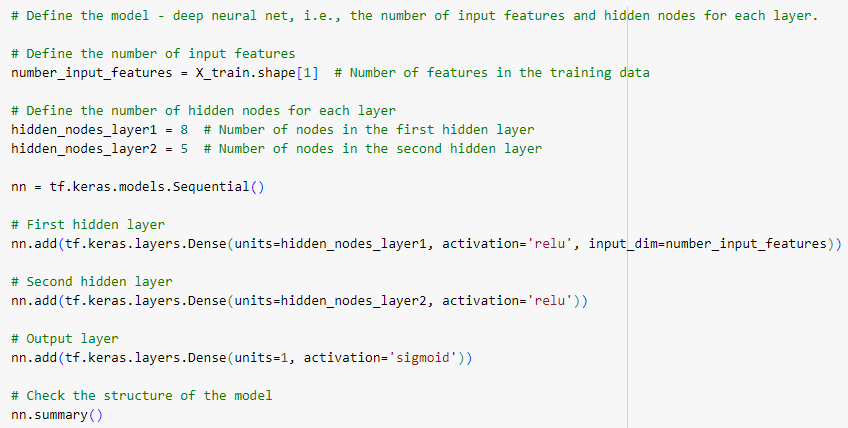 # Define the model - deep neural net, i.e., the number of input features and hidden nodes for each layer.
# Define the number of input features
number_input_features = X_train.shape[1]  # Number of features in the training data
# Define the number of hidden nodes for each layer
hidden_nodes_layer1 = 8  # Number of nodes in the first hidden layer
hidden_nodes_layer2 = 5  # Number of nodes in the second hidden layer
nn = tf.keras.models.Sequential()
# First hidden layer
nn.add(tf.keras.layers.Dense(units=hidden_nodes_layer1, activation='relu', input_dim=number_input_features))
# Second hidden layer
nn.add(tf.keras.layers.Dense(units=hidden_nodes_layer2, activation='relu'))
# Output layer
nn.add(tf.keras.layers.Dense(units=1, activation='sigmoid'))
# Check the structure of the model
nn.summary()